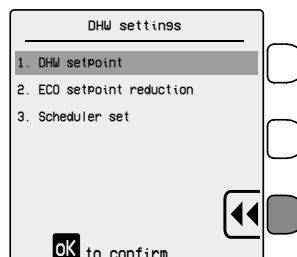 DHW settings
1. DHW setpoint
2. ECO setpoint reduction
3. Scheduler set
OK to confirm